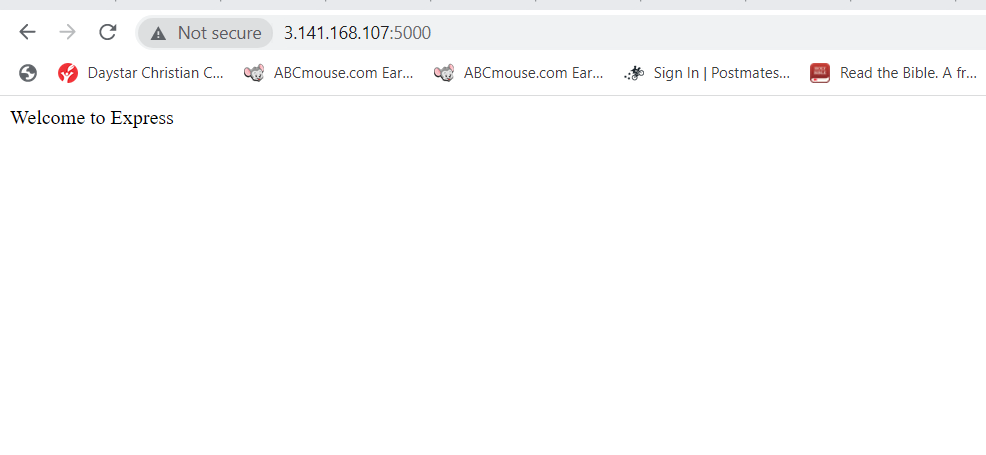 Not secure 3.141.168.107:5000
Daystar Christian C... ABCmouse.com Ear... ABCmouse.com Ear... Sign In | Postmates... Read the Bible. A fr...
Welcome to Express